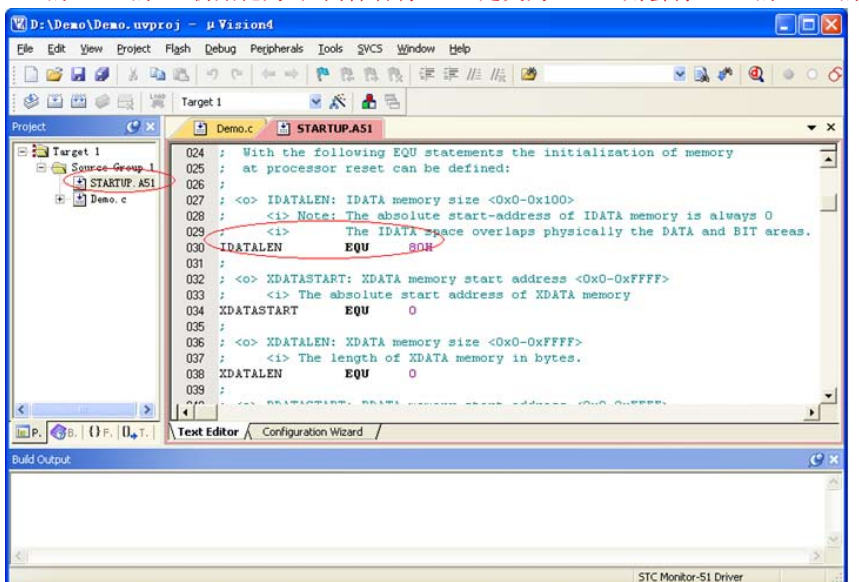 D:\Demo\Demo.uvproj - µVision4
File Edit View Project Flash Debug Peripherals Tools SVCS Window Help
Target 1
Project
Demo.c STARTUP.A51
Target 1
Source Group 1
STARTUP.A51
Demo.c
024 ; With the following EQU statements the initialization of memory
025 ; at processor reset can be defined:
026 ;
027 ; <o> IDATALEN: IDATA memory size <0x0-0x100>
028 ; <i> Note: The absolute start-address of IDATA memory is always 0
029 ; <i> The IDATA space overlaps physically the DATA and BIT areas.
030 IDATALEN EQU 80H
031 ;
032 ; <o> XDATASTART: XDATA memory start address <0x0-0xFFFF>
033 ; <i> The absolute start address of XDATA memory
034 XDATASTART EQU 0
035 ;
036 ; <o> XDATALEN: XDATA memory size <0x0-0xFFFF>
037 ; <i> The length of XDATA memory in bytes.
038 XDATALEN EQU 0
039 ;
P. B. {} F. 0 T.
Text Editor Configuration Wizard
Build Output
STC Monitor-51 Driver